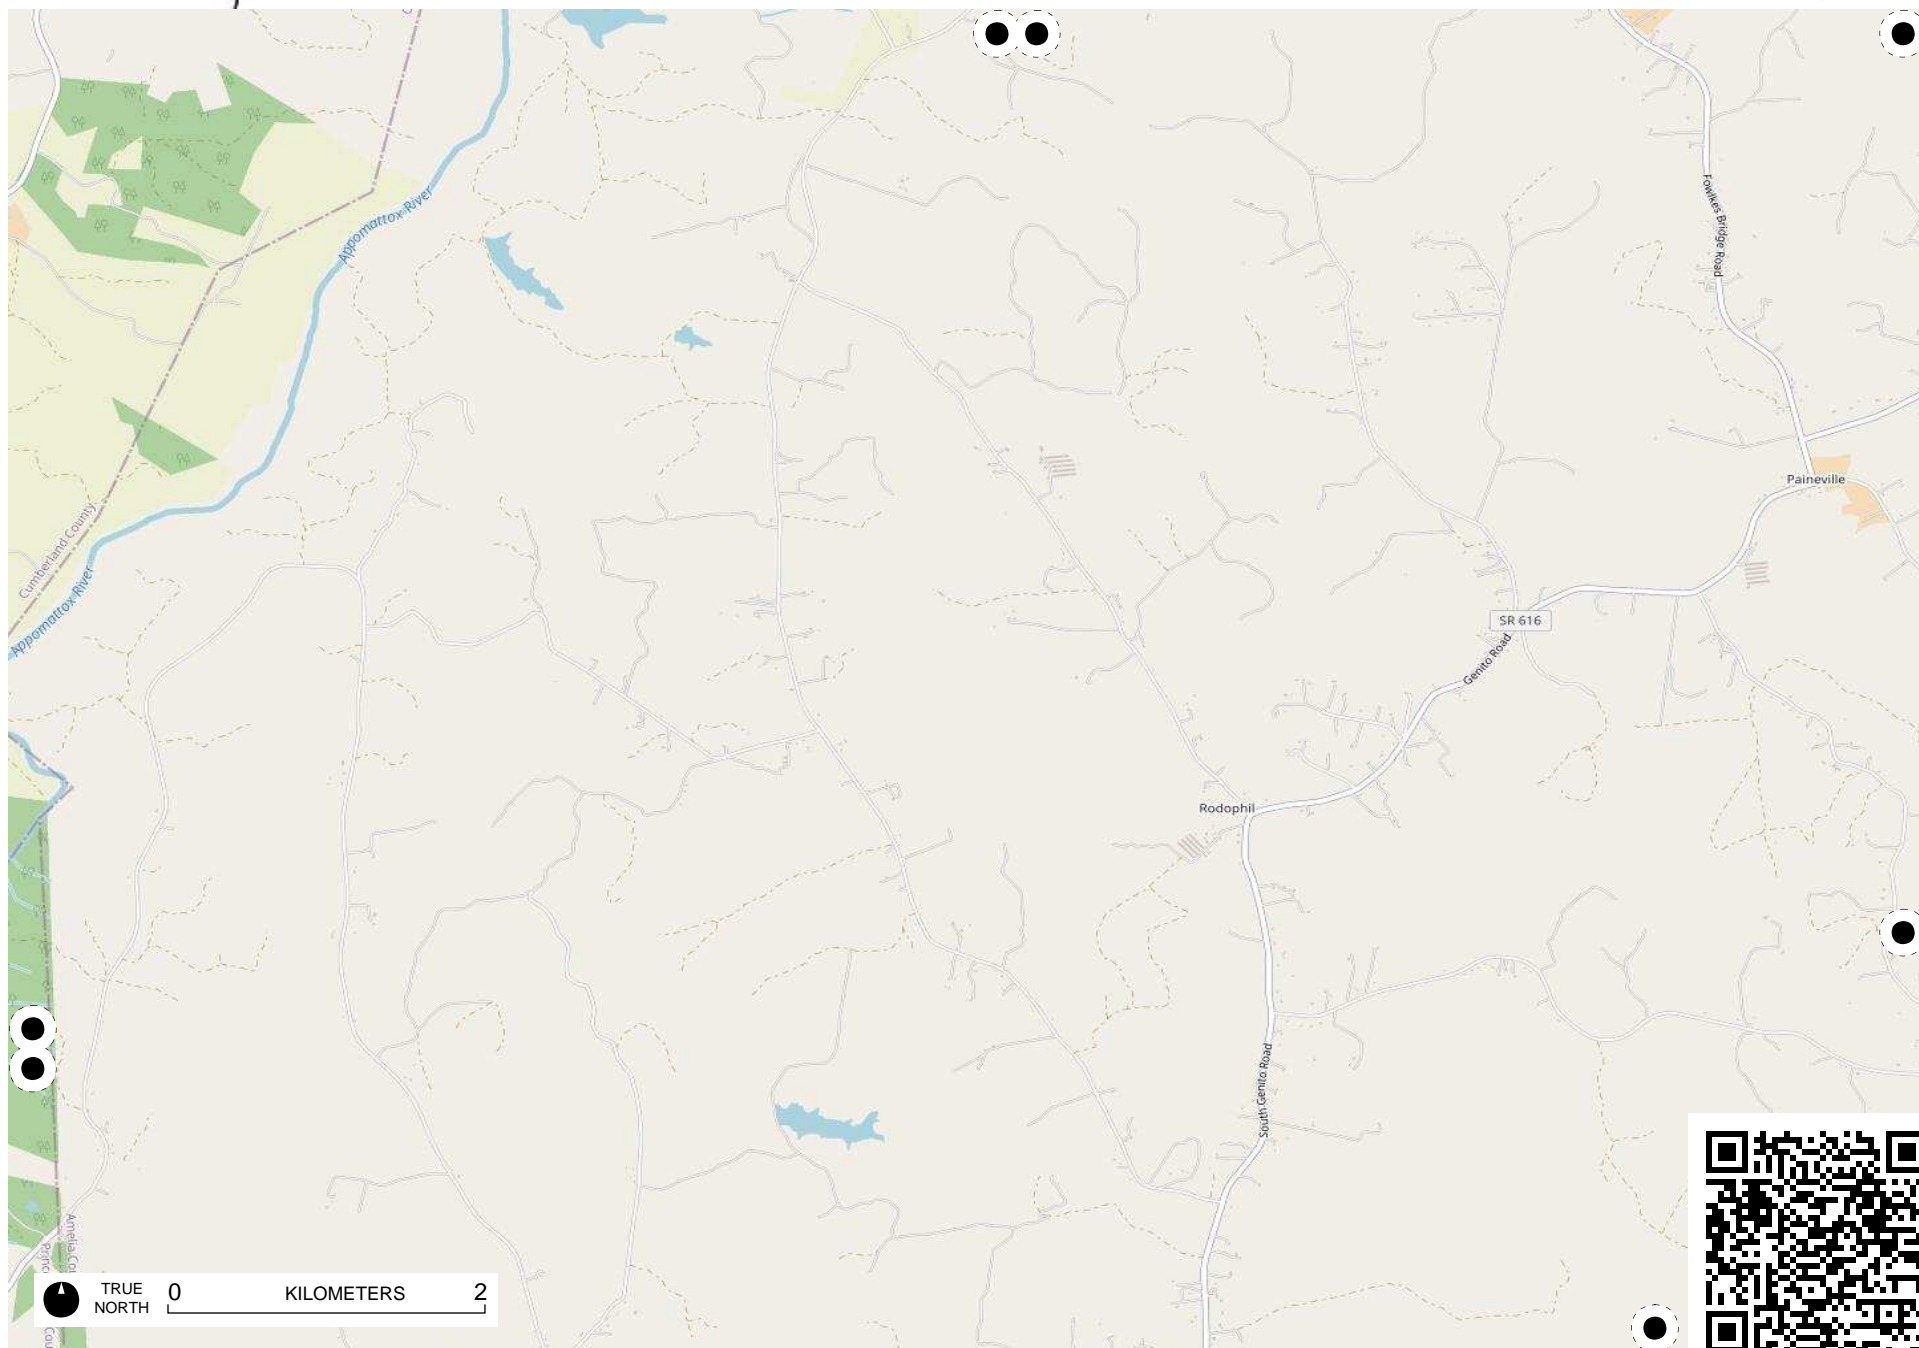 Appomattox River
Fowlkes Bridge Road
Paineville
Cumberland County
Appomattox River
SR 616
Genito Road
Rodophil
South Genito Road
TRUE
NORTH
0 KILOMETERS 2